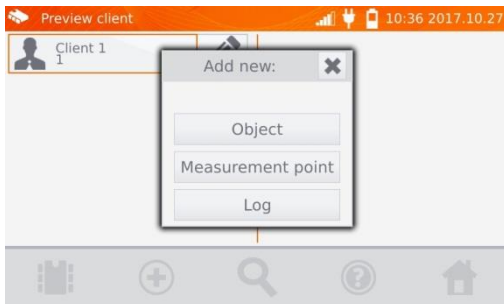 Preview client
10:36 2017.10.27
Client 1
1
Add new:
Object
Measurement point
Log